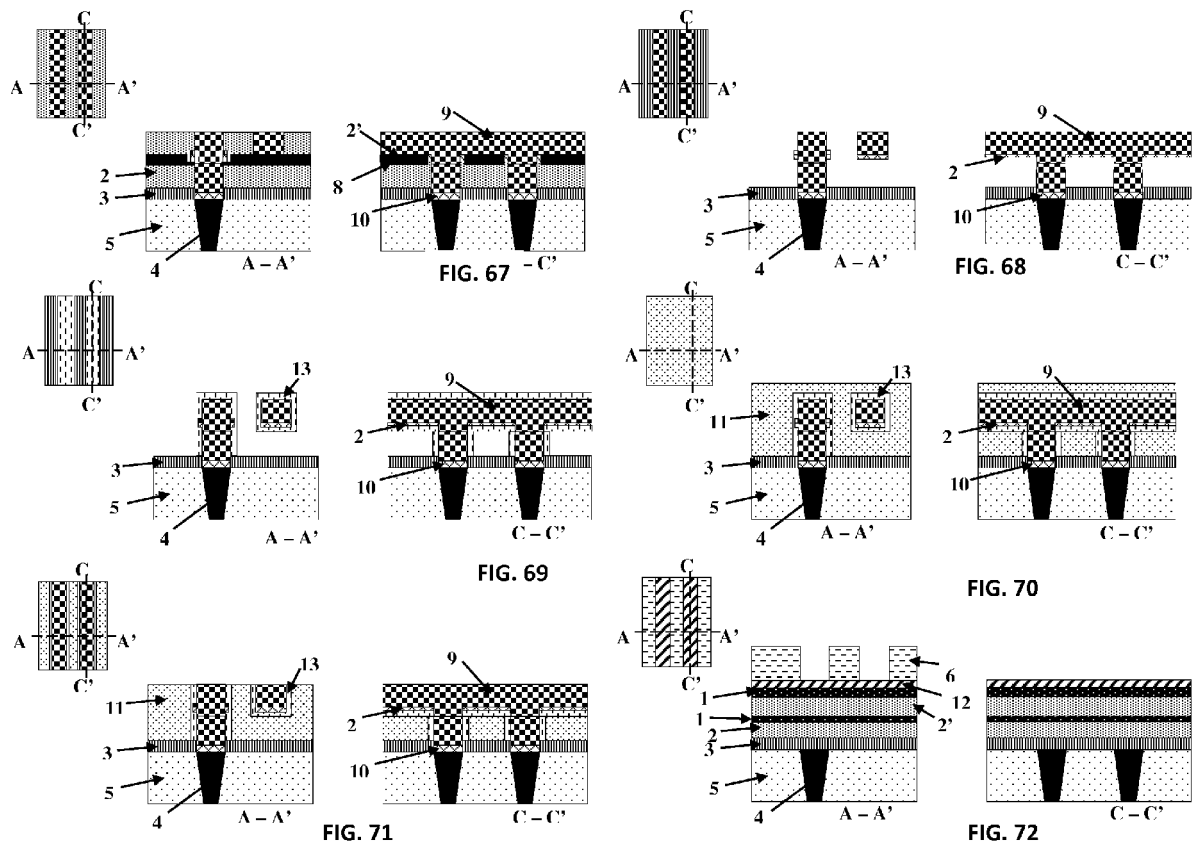 C
A A'
C'
2'
8
2
3
5
4
10
9
A – A'
– C'
FIG. 67
C
A A'
C'
3
5
4
9
2
10
A – A'
C – C'
FIG. 68
C
A A'
C'
13
3
5
4
9
2
10
A – A'
C – C'
FIG. 69
C
A A'
C'
13
11
3
5
4
9
2
10
A – A'
C – C'
FIG. 70
C
A A'
C'
13
11
3
5
4
9
2
10
A – A'
C – C'
FIG. 71
C
A A'
C'
6
12
1
2'
1
2
3
5
4
A – A'
C – C'
FIG. 72